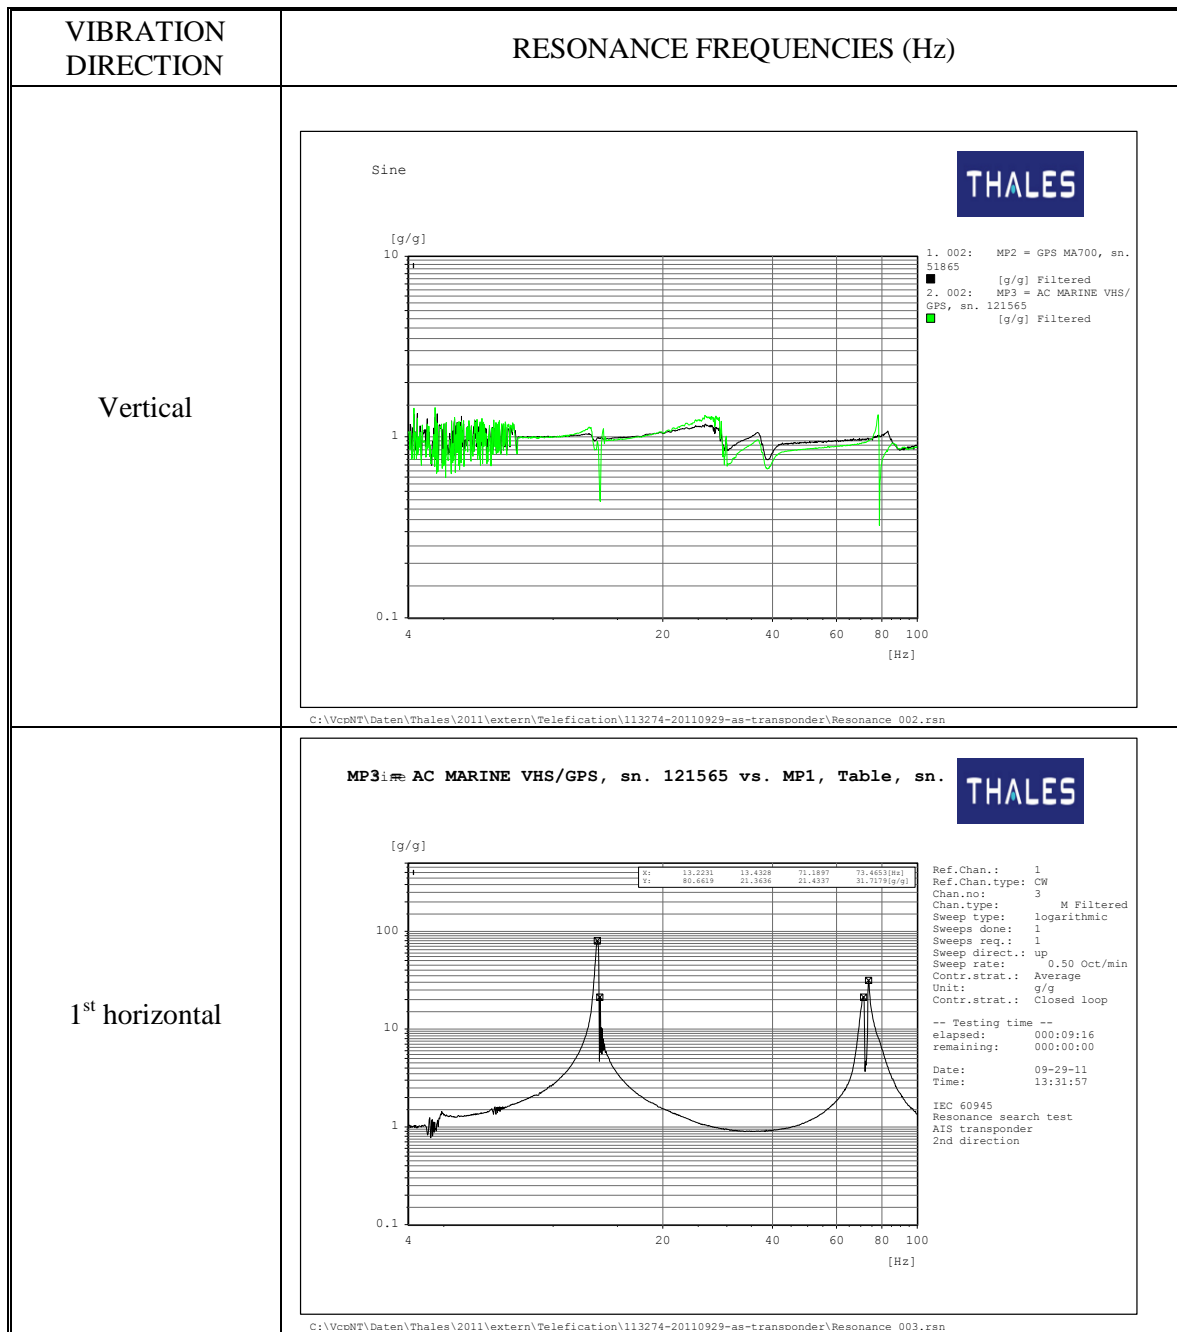 VIBRATION
DIRECTION
RESONANCE FREQUENCIES (Hz)
Vertical
Sine
THALES
[g/g]
10
1
0.1
4
20
40
60
80
100
[Hz]
1. 002: MP2 = GPS MA700, sn.
51865
[g/g] Filtered
2. 002: MP3 = AC MARINE VHS/
GPS, sn. 121565
[g/g] Filtered
C:\VcpNT\Daten\Thales\2011\extern\Telefication\113274-20110929-as-transponder\Resonance 002.rsn
1st horizontal
MP3 = AC MARINE VHS/GPS, sn. 121565 vs. MP1, Table, sn.
THALES
[g/g]
X: 13.2231 13.4328 71.1897 73.4653[Hz]
Y: 80.6619 21.3636 21.4337 31.7179[g/g]
100
10
1
0.1
4
20
40
60
80
100
[Hz]
Ref.Chan.: 1
Ref.Chan.type: CW
Chan.no: 3
Chan.type: M Filtered
Sweep type: logarithmic
Sweeps done: 1
Sweeps req.: 1
Sweep direct.: up
Sweep rate: 0.50 Oct/min
Contr.strat.: Average
Unit: g/g
Contr.strat.: Closed loop
-- Testing time --
elapsed: 000:09:16
remaining: 000:00:00
Date: 09-29-11
Time: 13:31:57
IEC 60945
Resonance search test
AIS transponder
2nd direction
C:\VcpNT\Daten\Thales\2011\extern\Telefication\113274-20110929-as-transponder\Resonance 003.rsn